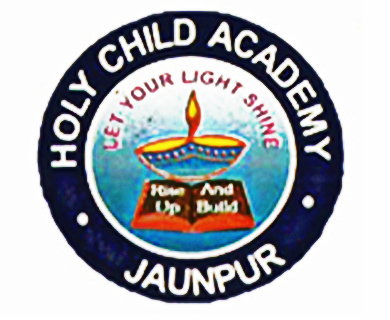 HOLY CHILD ACADEMY
LET YOUR LIGHT SHINE
Rise And
Up Build
JAUNPUR